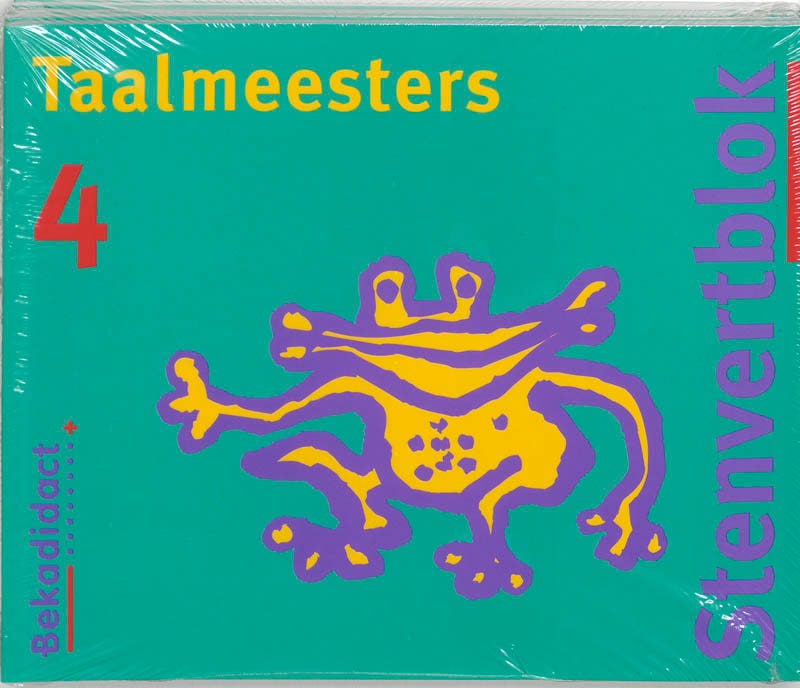 Taalmeesters
4
Stenvertblok
Bekadidact